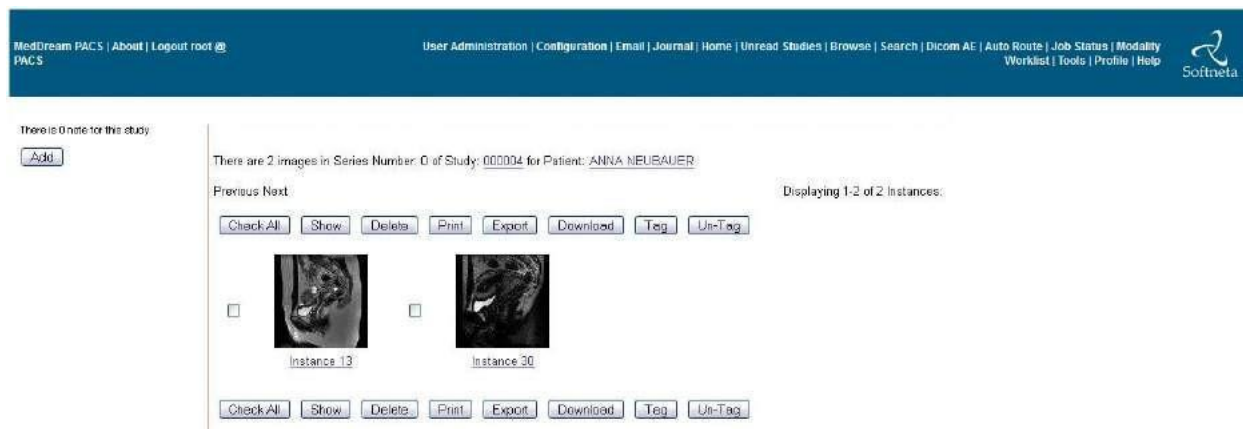 MedDream PACS | About | Logout root @
PACS
User Administration | Configuration | Email | Journal | Home | Unread Studies | Browse | Search | Dicom AE | Auto Route | Job Status | Modality
Worklist | Tools | Profile | Help
Softneta
There is 0 note for this study
Add
There are 2 images in Series Number: 0 of Study: 000004 for Patient: ANNA NEUBAUER
Previous Next
Displaying 1-2 of 2 Instances:
Check All Show Delete Print Export Download Tag Un-Tag
Instance 13 Instance 30
Check All Show Delete Print Export Download Tag Un-Tag